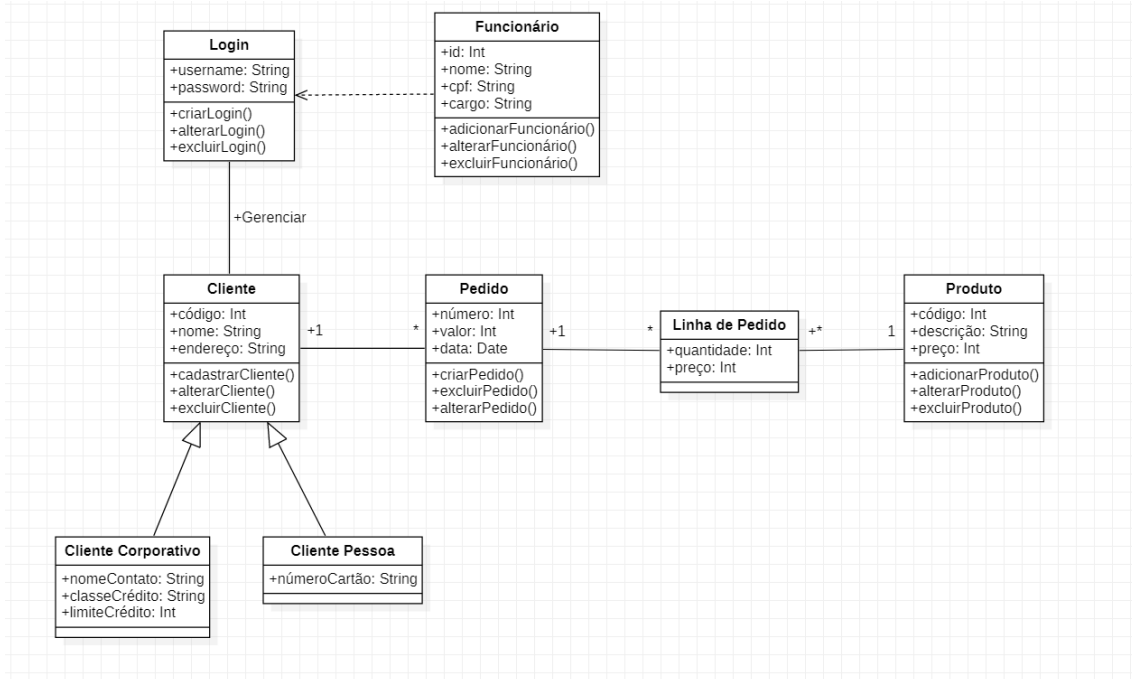 Login
+username: String
+password: String
+criarLogin()
+alterarLogin()
+excluirLogin()
Funcionário
+id: Int
+nome: String
+cpf: String
+cargo: String
+adicionarFuncionário()
+alterarFuncionário()
+excluirFuncionário()
+Gerenciar
Cliente
+código: Int
+nome: String
+endereço: String
+cadastrarCliente()
+alterarCliente()
+excluirCliente()
+1
*
Pedido
+número: Int
+valor: Int
+data: Date
+criarPedido()
+excluirPedido()
+alterarPedido()
+1
*
Linha de Pedido
+quantidade: Int
+preço: Int
+*
1
Produto
+código: Int
+descrição: String
+preço: Int
+adicionarProduto()
+alterarProduto()
+excluirProduto()
Cliente Corporativo
+nomeContato: String
+classeCrédito: String
+limiteCrédito: Int
Cliente Pessoa
+númeroCartão: String